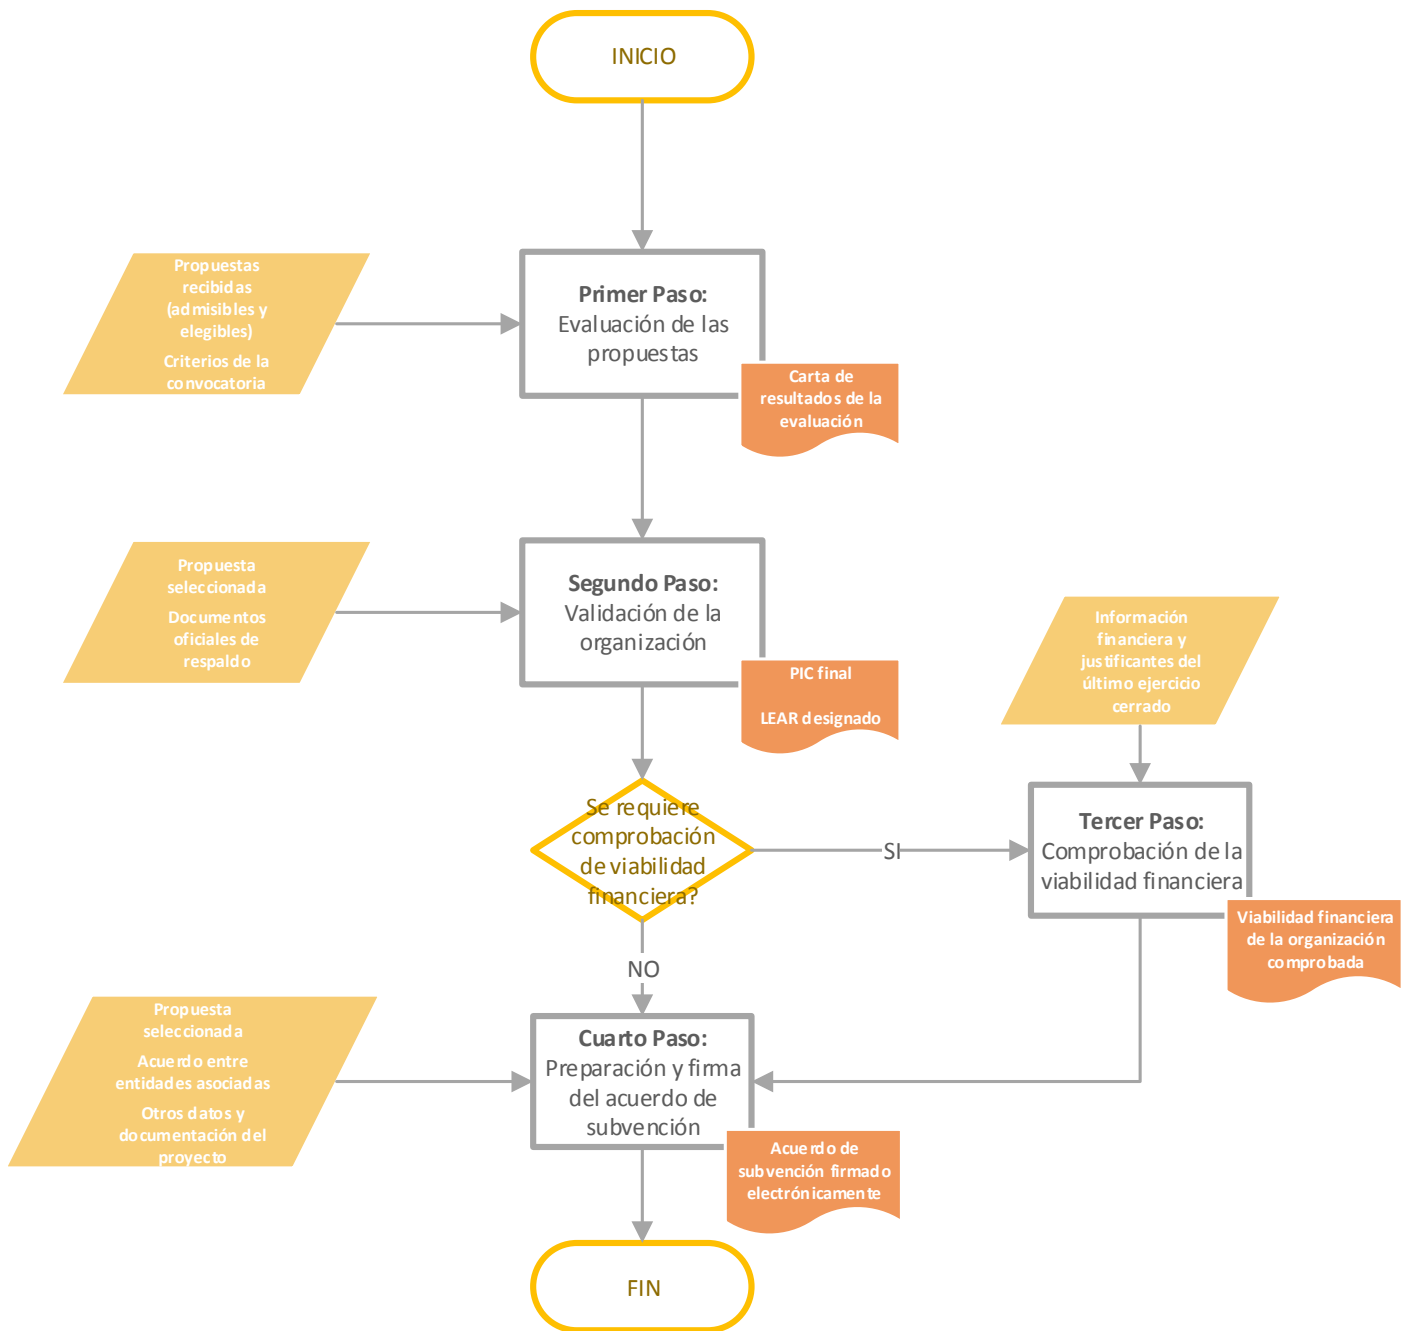 INICIO
Propuestas
recibidas
(admisibles y
elegibles)
Criterios de la
convocatoria
Primer Paso:
Evaluación de las
propuestas
Carta de
resultados de la
evaluación
Propuesta
seleccionada
Documentos
oficiales de
respaldo
Segundo Paso:
Validación de la
organización
PIC final
LEAR designado
Información
financiera y
justificantes del
último ejercicio
cerrado
Se requiere
comprobación
de viabilidad
financiera?
SI
Tercer Paso:
Comprobación de la
viabilidad financiera
Viabilidad financiera
de la organización
comprobada
NO
Propuesta
seleccionada
Acuerdo entre
entidades asociadas
Otros datos y
documentación del
proyecto
Cuarto Paso:
Preparación y firma
del acuerdo de
subvención
Acuerdo de
subvención firmado
electrónicamente
FIN